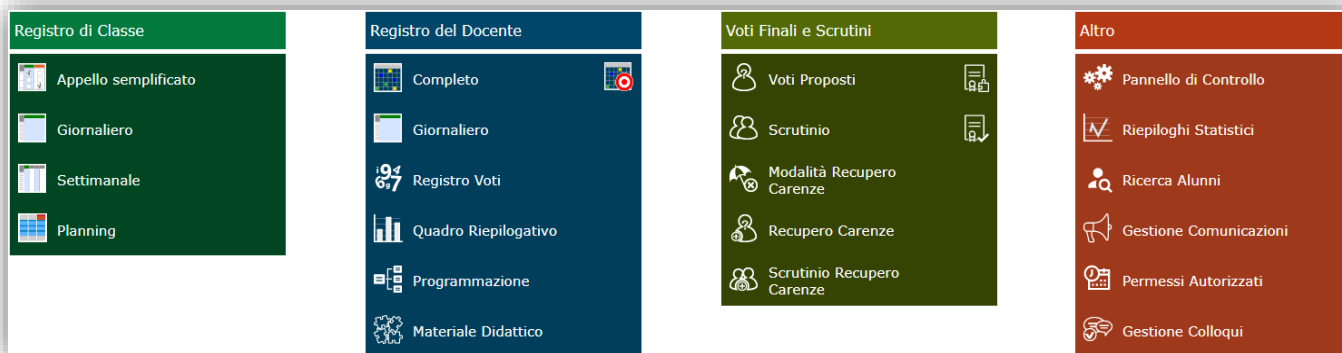 Registro di Classe
Appello semplificato
Giornaliero
Settimanale
Planning
Registro del Docente
Completo
Giornaliero
Registro Voti
Quadro Riepilogativo
Programmazione
Materiale Didattico
Voti Finali e Scrutini
Voti Proposti
Scrutinio
Modalità Recupero
Carenze
Recupero Carenze
Scrutinio Recupero
Carenze
Altro
Pannello di Controllo
Riepiloghi Statistici
Ricerca Alunni
Gestione Comunicazioni
Permessi Autorizzati
Gestione Colloqui